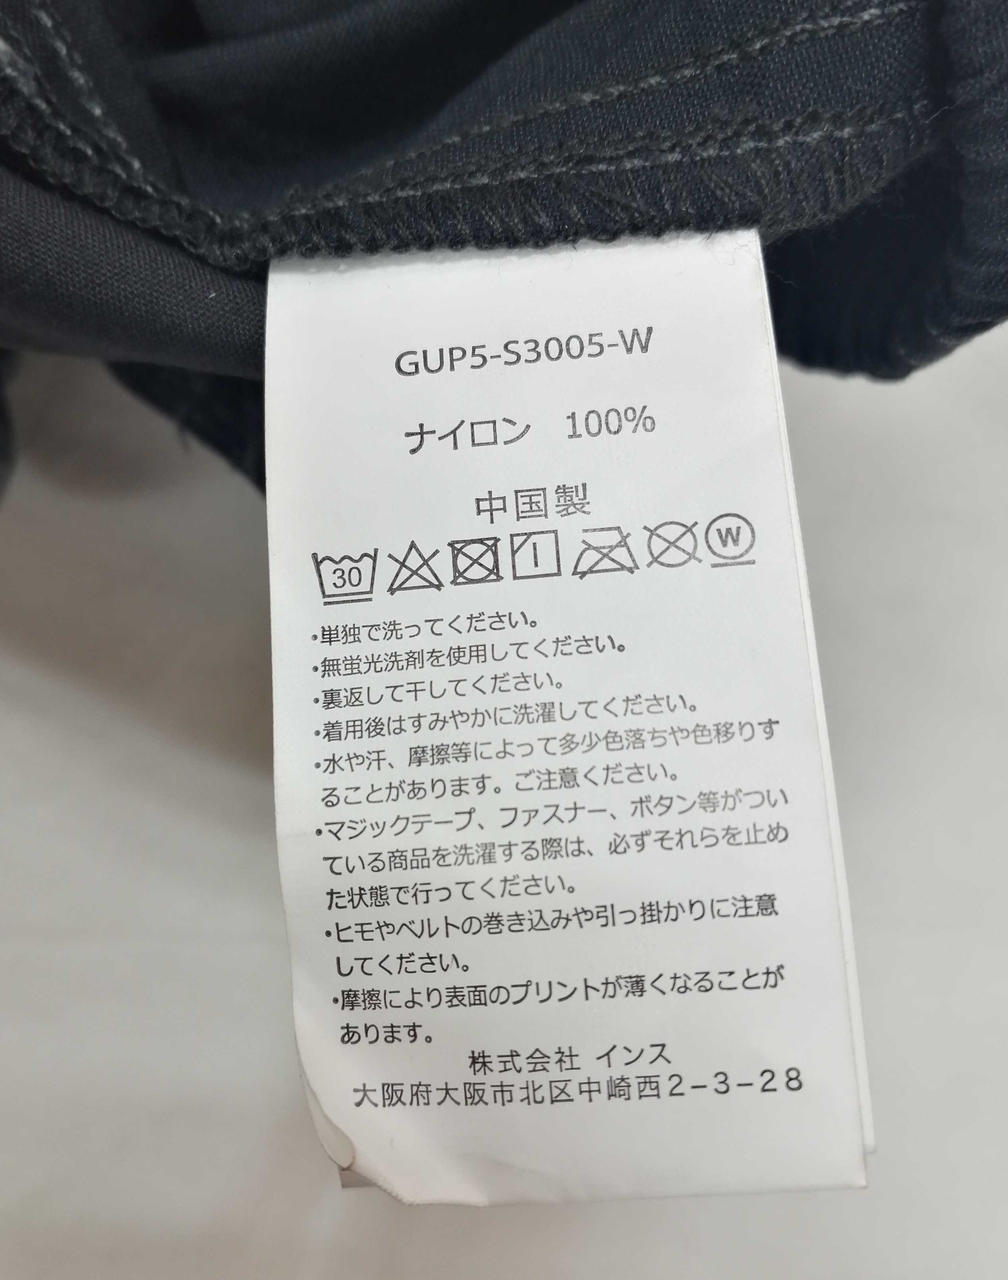 GUP5-S3005-W
ナイロン 100%
中国製
30 W
・単独で洗ってください。
・無蛍光洗剤を使用してください。
・裏返して干してください。
・着用後はすみやかに洗濯してください。
・水や汗、摩擦等によって多少色落ちや色移りす
ることがあります。ご注意ください。
・マジックテープ、ファスナー、ボタン等がつい
ている商品を洗濯する際は、必ずそれらを止め
た状態で行ってください。
・ヒモやベルトの巻き込みや引っ掛かりに注意
してください。
・摩擦により表面のプリントが薄くなることが
あります。
株式会社 インス
大阪府大阪市北区中崎西2-3-28